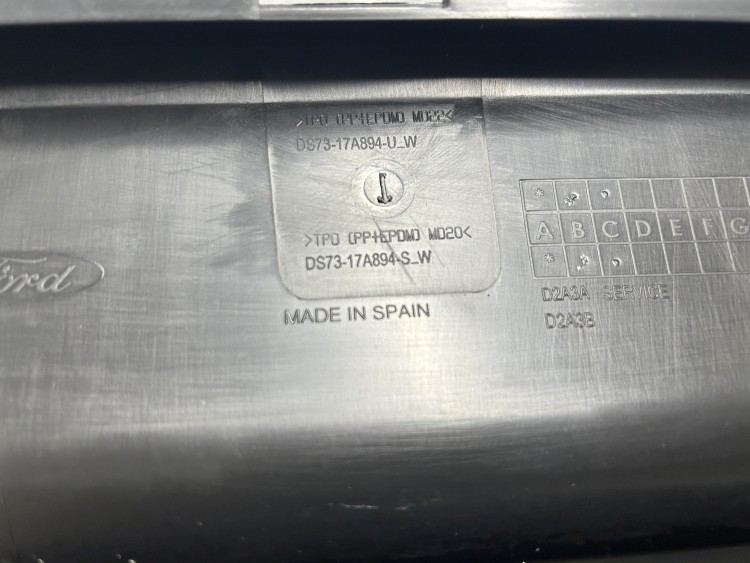 >TPO (PP+EPDM) MD22<
DS73-17A894-U_W
>TPO (PP+EPDM) MD20<
DS73-17A894-S_W
MADE IN SPAIN
Ford
A B C D E F G
D2A3A SERVICE
D2A3B